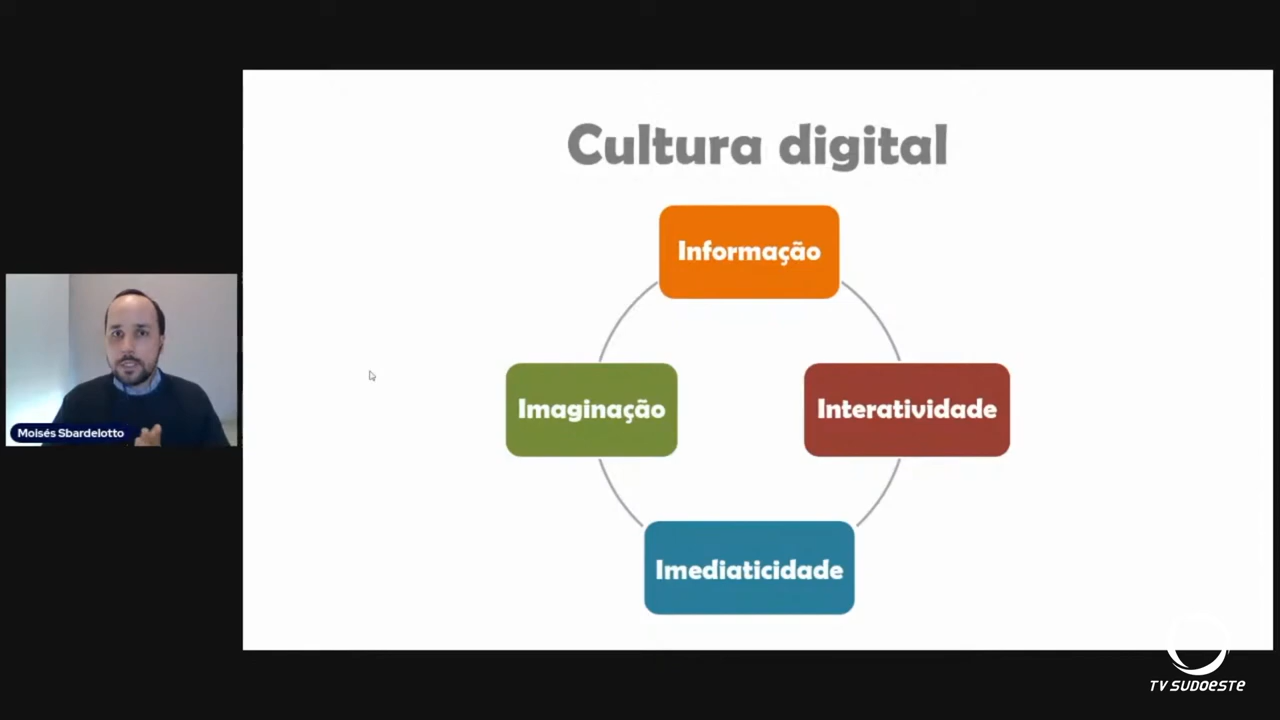 Cultura digital
Informação
Imaginação
Interatividade
Imediaticidade
Moisés Sbardelotto
TV SUDOESTE